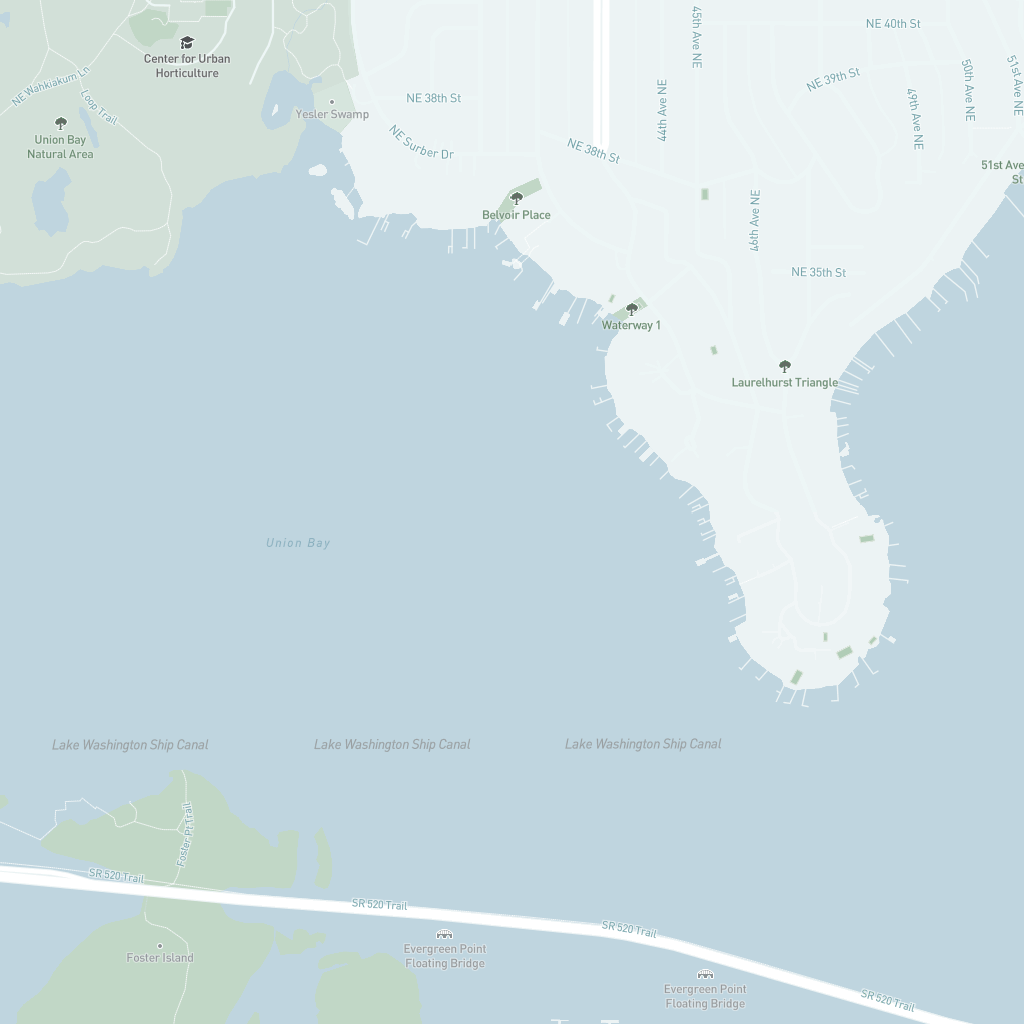 NE 40th St
45th Ave NE
Center for Urban
Horticulture
51st Ave NE
50th Ave NE
NE 39th St
NE Wahkiakum Ln
NE 38th St
44th Ave NE
49th Ave NE
Loop Trail
Yesler Swamp
Union Bay
Natural Area
NE Surber Dr
NE 38th St
51st Ave
St
46th Ave NE
Belvoir Place
NE 35th St
Waterway 1
Laurelhurst Triangle
Union Bay
Lake Washington Ship Canal
Lake Washington Ship Canal
Lake Washington Ship Canal
Foster Pt Trail
SR 520 Trail
SR 520 Trail
SR 520 Trail
Evergreen Point
Floating Bridge
Foster Island
Evergreen Point
Floating Bridge
SR 520 Trail